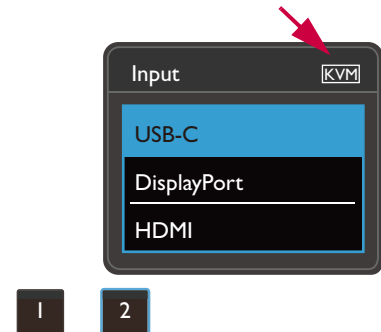 Input KVM
USB-C
DisplayPort
HDMI
1 2